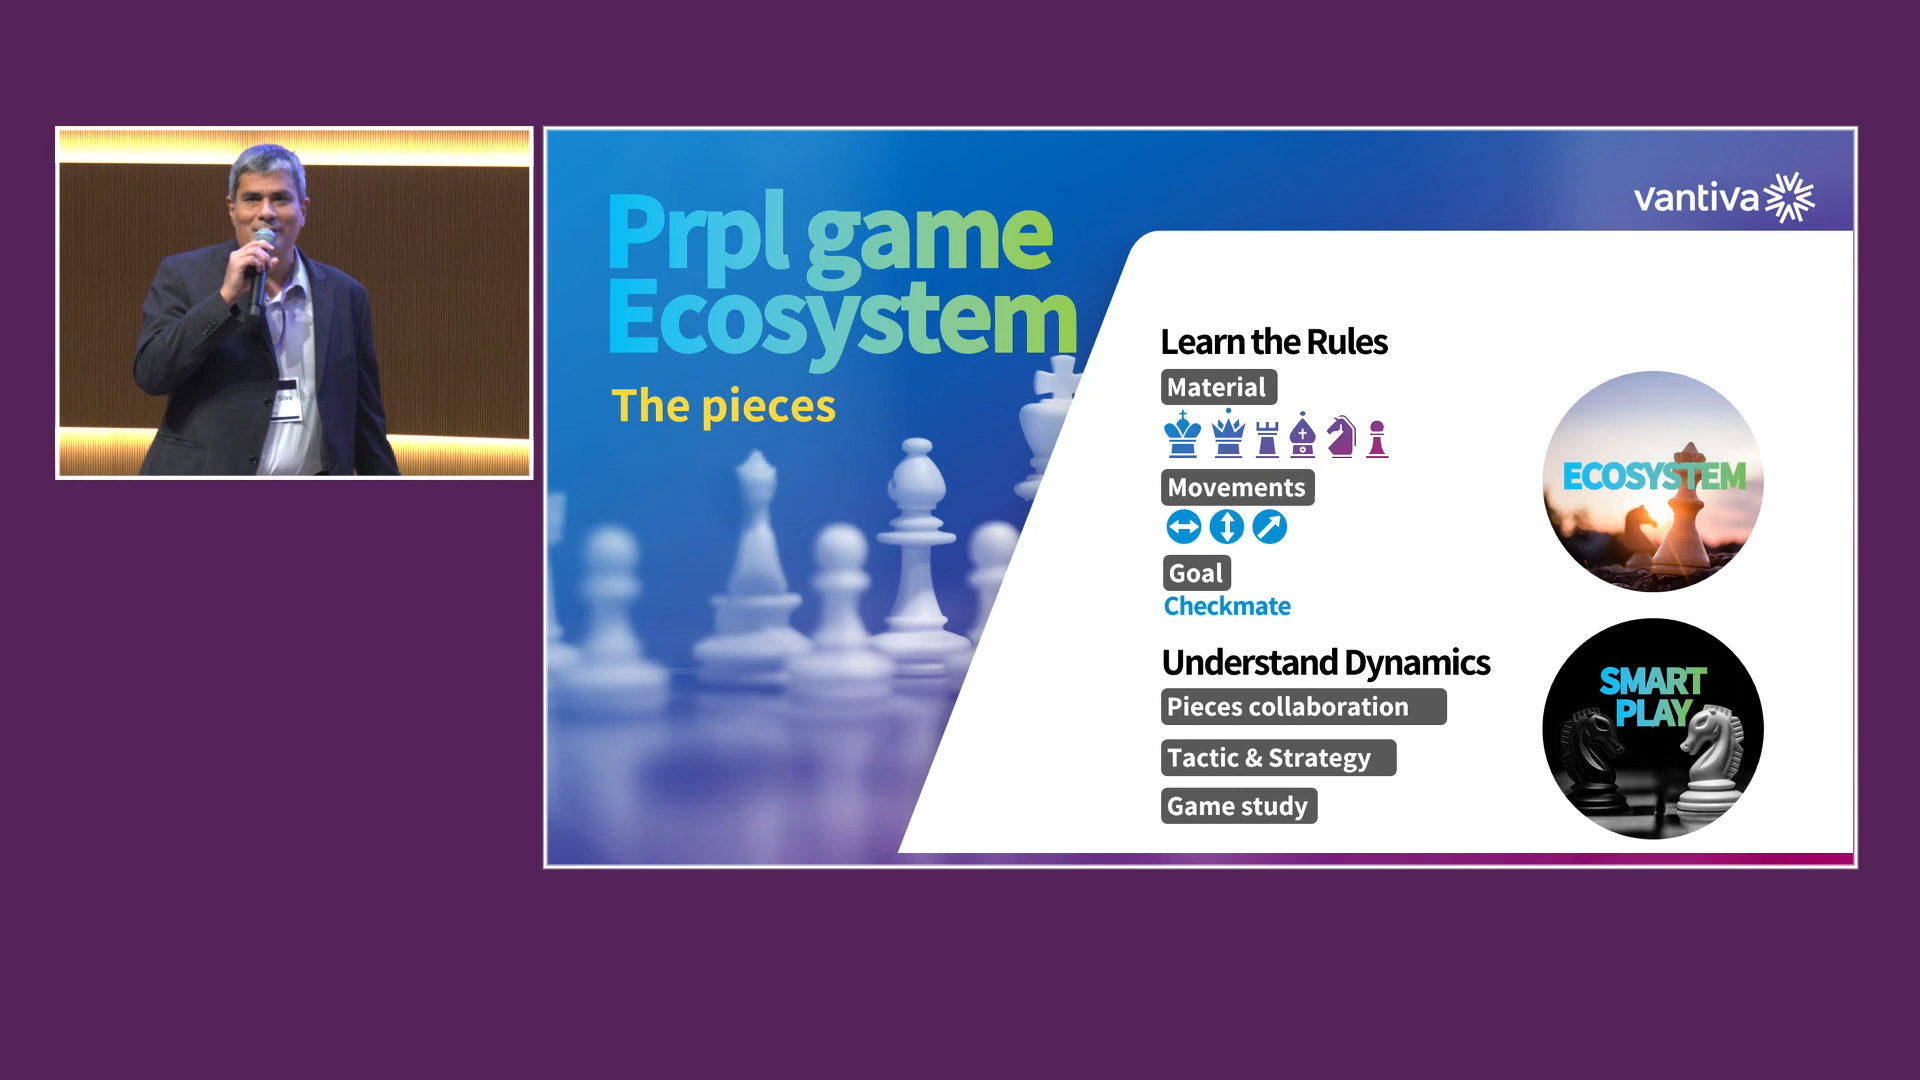 Silva
Prpl game
Ecosystem
The pieces
vantiva
Learn the Rules
Material
Movements
Goal
Checkmate
Understand Dynamics
Pieces collaboration
Tactic & Strategy
Game study
ECOSYSTEM
SMART
PLAY